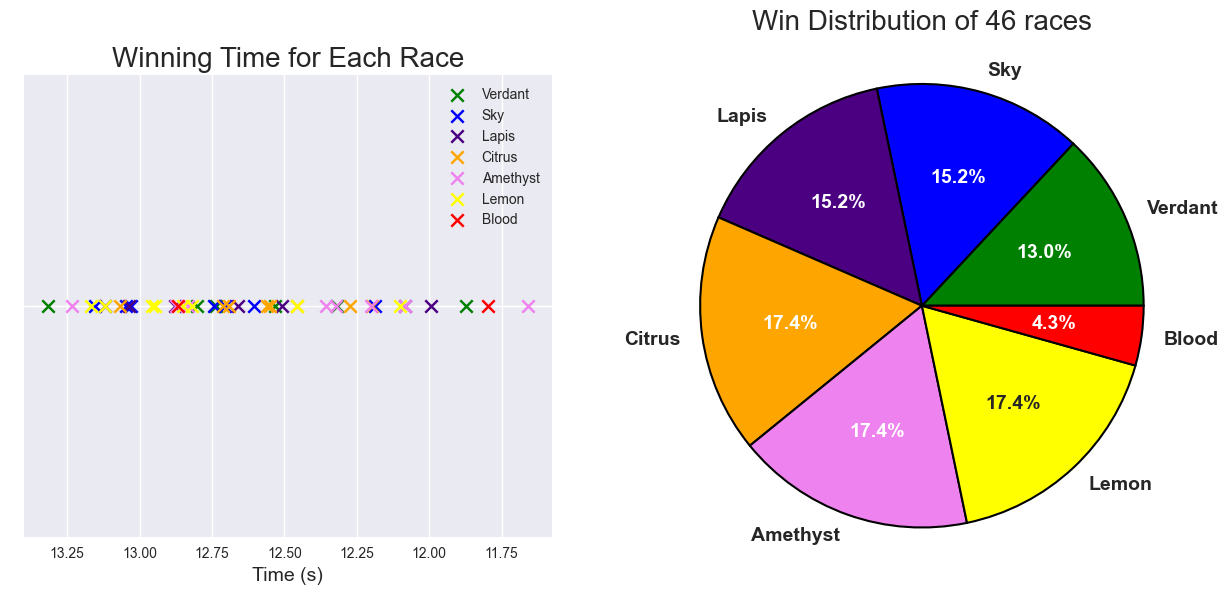 Winning Time for Each Race
Verdant
Sky
Lapis
Citrus
Amethyst
Lemon
Blood
13.25 13.00 12.75 12.50 12.25 12.00 11.75
Time (s)
Win Distribution of 46 races
Sky
Lapis
15.2%
15.2%
Verdant
13.0%
Citrus
17.4%
4.3%
Blood
17.4%
17.4%
Lemon
Amethyst